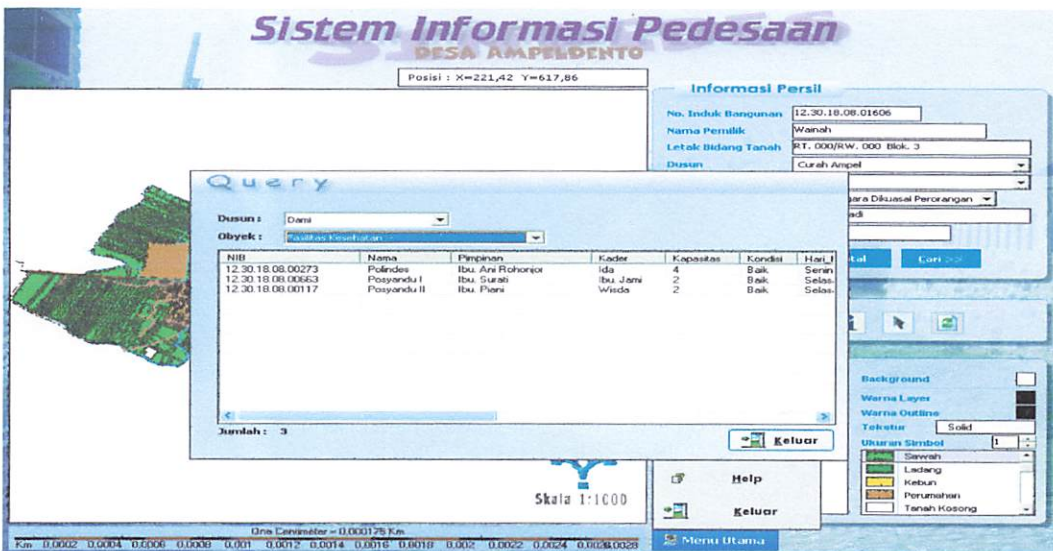 Sistem Informasi Pedesaan
DESA AMPELDENTO
Posisi : X=221,42 Y=617,86
Informasi Persil
No. Induk Bangunan 12.30.18.08.01606
Nama Pemilik Wainah
Letak Bidang Tanah RT. 000/RW. 000 Blok. 3
Dusun Curah Ampel
Dikuasai Perorangan
Query
Dusun : Dami
Obyek : Fasilitas Kesehatan
NIB Nama Pimpinan Kader Kapasitas Kondisi
12.30.18.08.00273 Polindes Ibu. Ani Rohonjor Ida 4 Baik Senin
12.30.18.08.00663 Posyandu I Ibu. Surati Ibu. Jami 2 Baik Selas
12.30.18.08.00117 Posyandu II Ibu. Piani Wisda 2 Baik Selas
Jumlah : 3
Keluar
Cari >>
Background
Warna Layer
Warna Outline
Tekstur Solid
Ukuran Simbol 1
Sawah
Ladang
Kebun
Perumahan
Tanah Kosong
Help
Keluar
Menu Utama
Skala 1:1000
One Centimeter = 0,000175 Km
Km 0,0002 0,0004 0,0006 0,0008 0,001 0,0012 0,0014 0,0016 0,0018 0,002 0,0022 0,0024